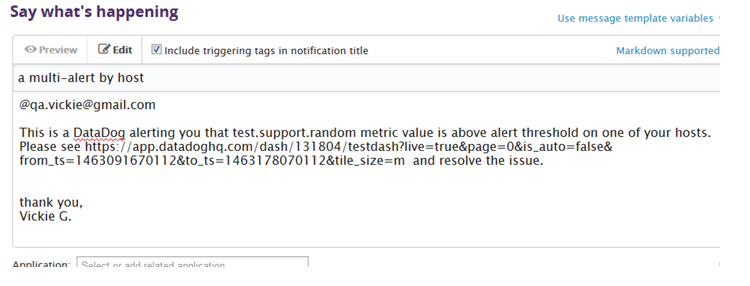 Say what's happening
Use message template variables
Preview Edit Include triggering tags in notification title Markdown supported
a multi-alert by host
@qa.vickie@gmail.com
This is a DataDog alerting you that test.support.random metric value is above alert threshold on one of your hosts.
Please see https://app.datadoghq.com/dash/131804/testdash?live=true&page=0&is_auto=false&
from_ts=1463091670112&to_ts=1463178070112&tile_size=m  and resolve the issue.
thank you,
Vickie G.
Application: Select or add related application